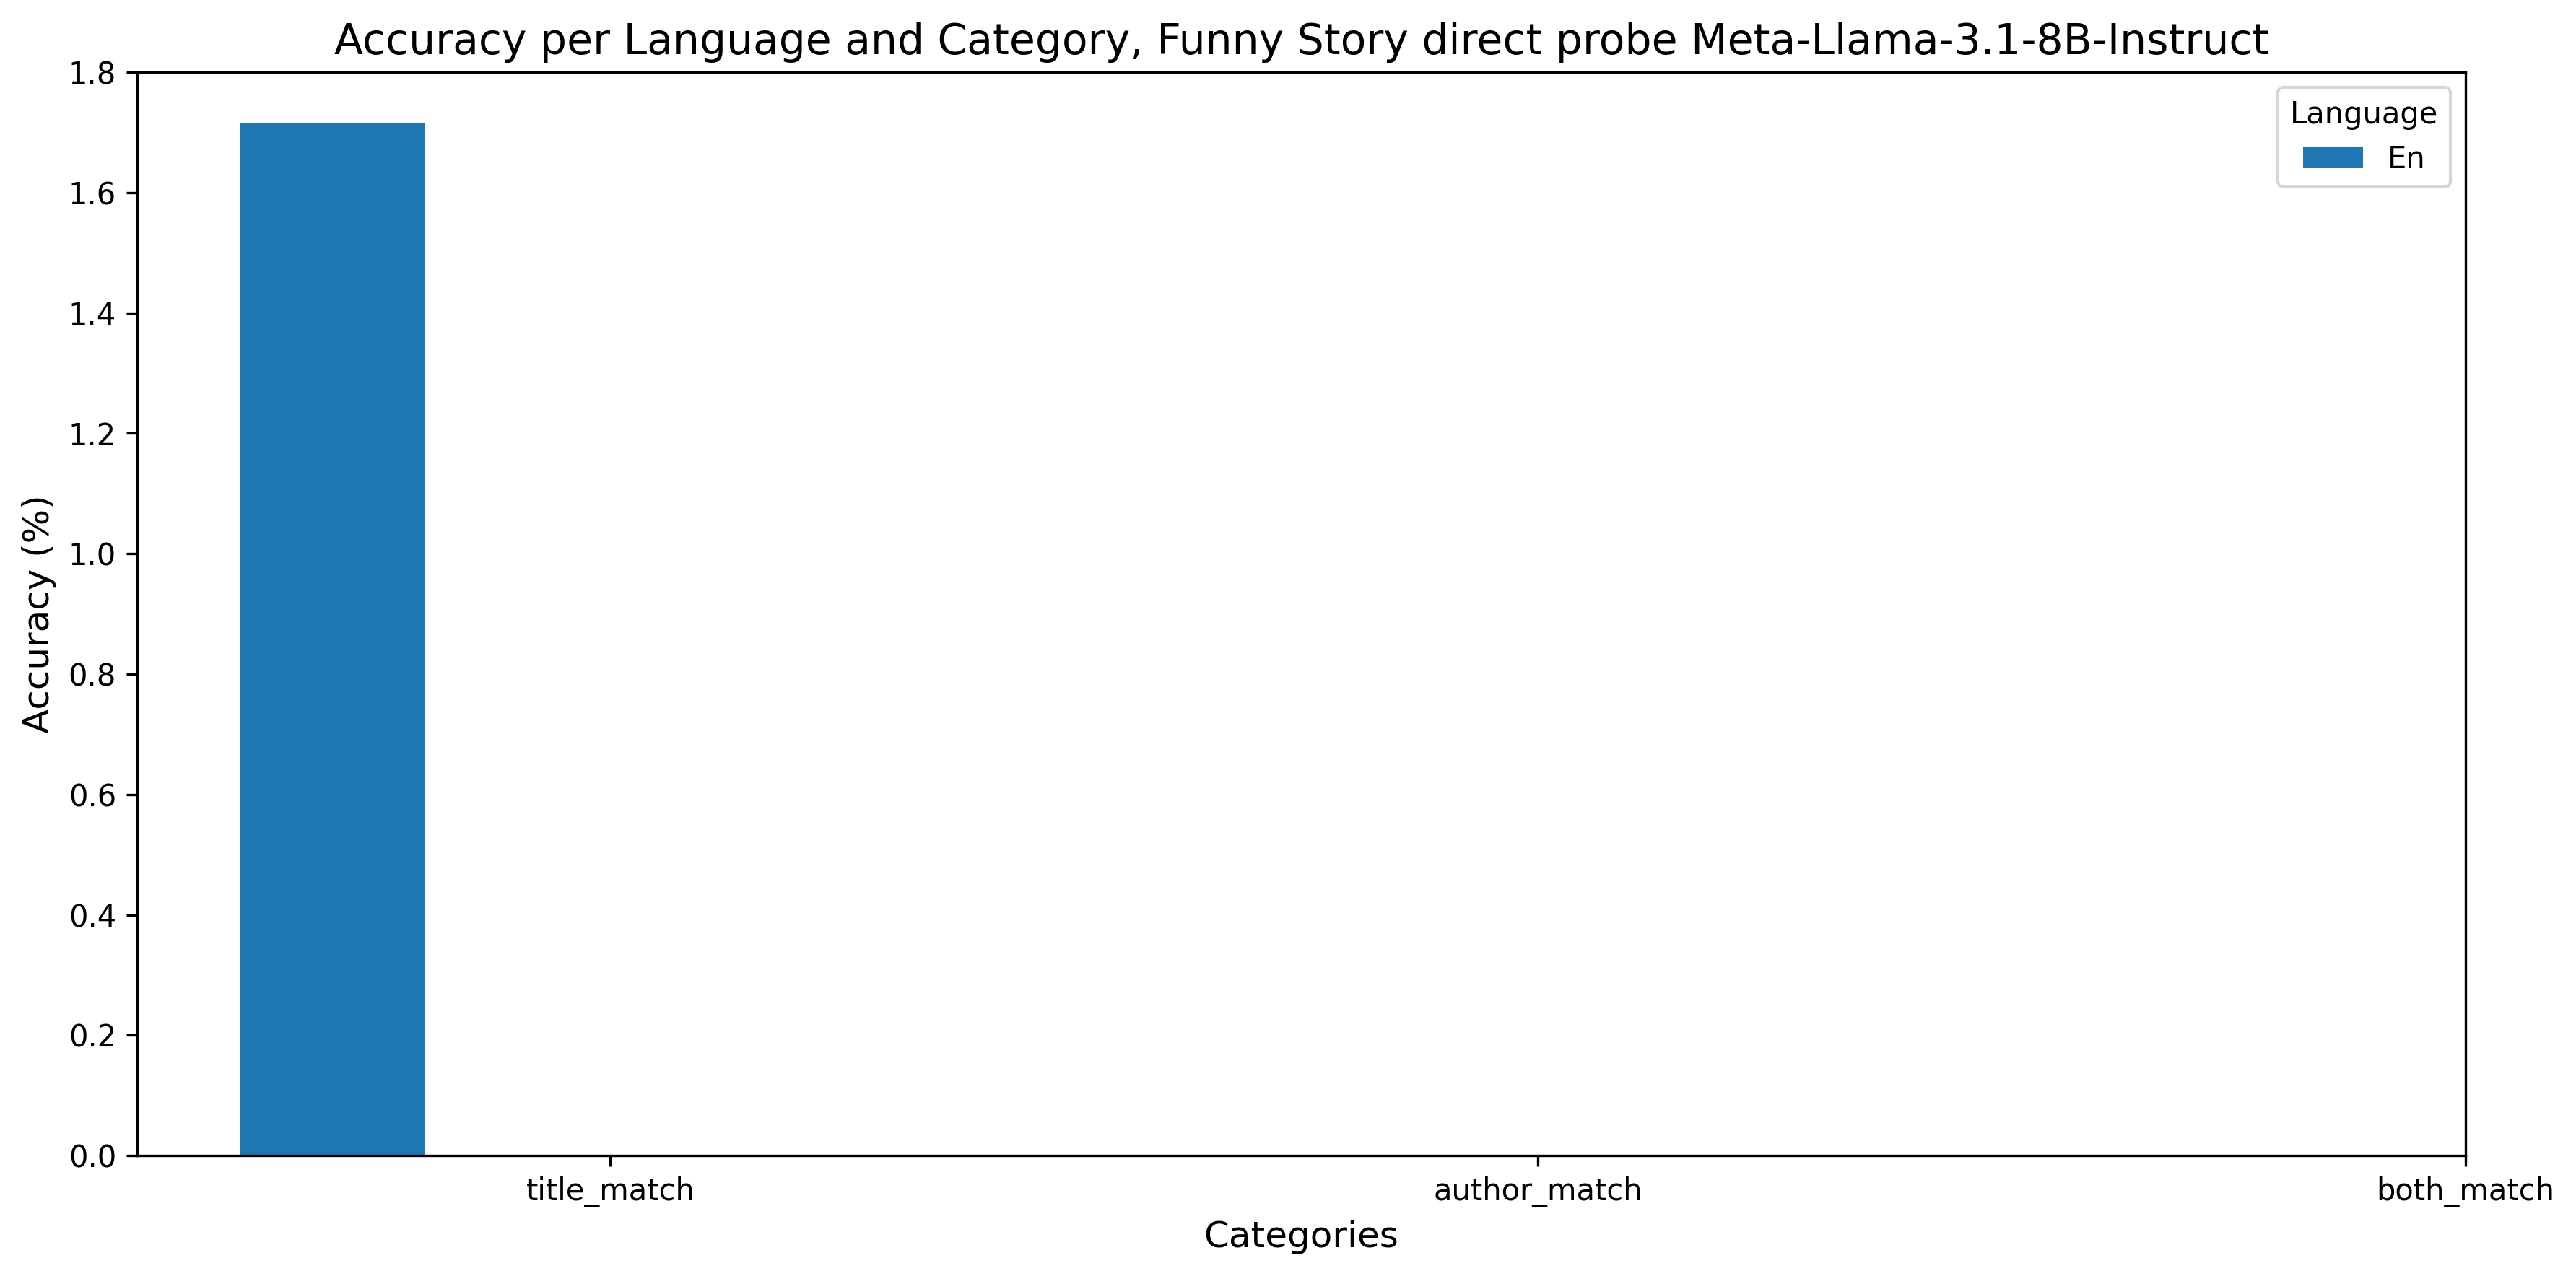 Accuracy per Language and Category, Funny Story direct probe Meta-Llama-3.1-8B-Instruct
Language
En
Accuracy (%)
1.8
1.6
1.4
1.2
1.0
0.8
0.6
0.4
0.2
0.0
title_match
author_match
both_match
Categories